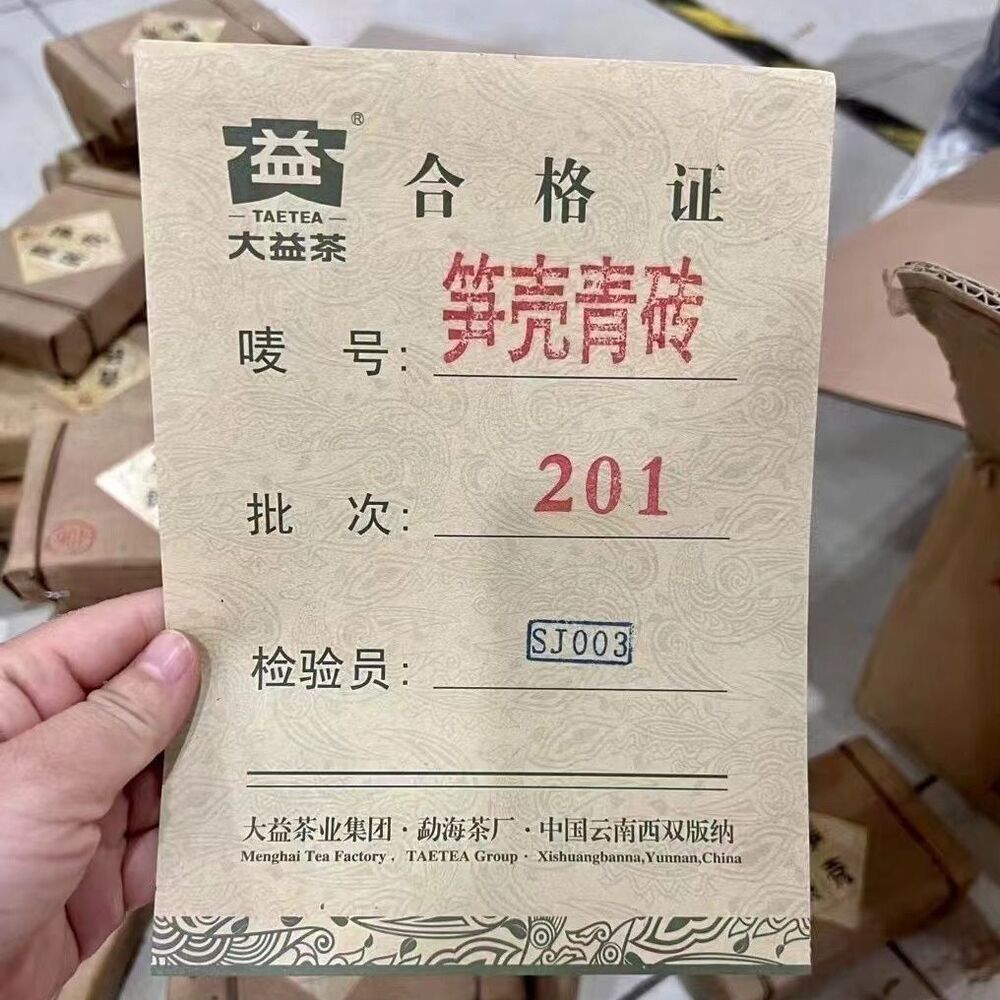 益®
TAETEA
大益茶
合格证
唛号: 笋壳青砖
批次: 201
检验员: SJ003
大益茶业集团·勐海茶厂·中国云南西双版纳
Menghai Tea Factory , TAETEA Group · Xishuangbanna,Yunnan,China